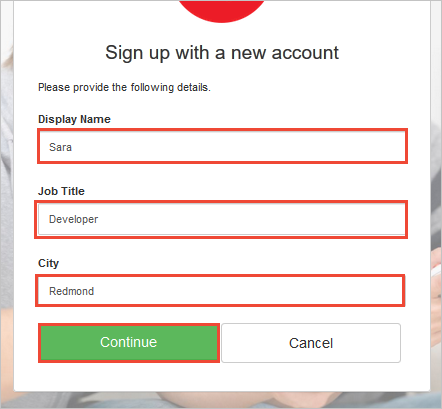 Sign up with a new account
Please provide the following details.
Display Name
Sara
Job Title
Developer
City
Redmond
Continue
Cancel